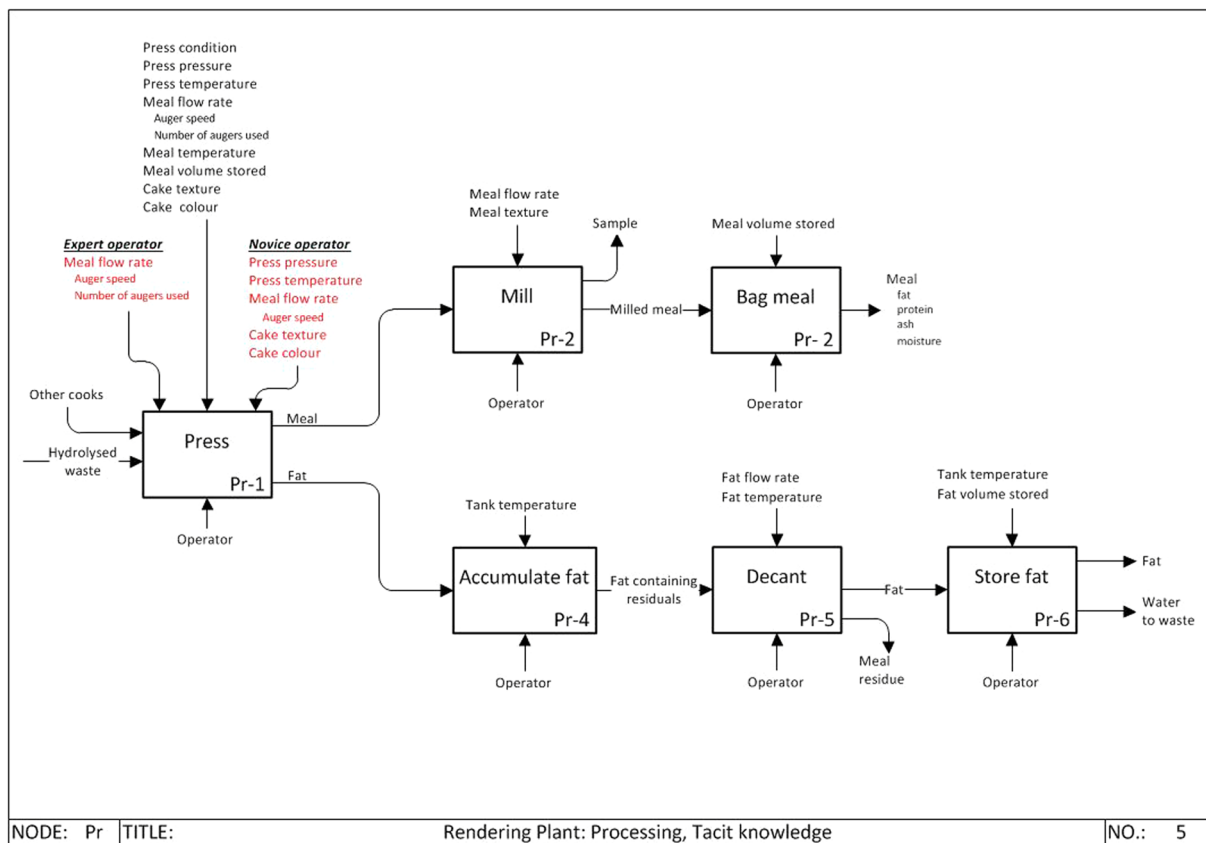 Press condition
Press pressure
Press temperature
Meal flow rate
Auger speed
Number of augers used
Meal temperature
Meal volume stored
Cake texture
Cake colour
Expert operator
Meal flow rate
Auger speed
Number of augers used
Novice operator
Press pressure
Press temperature
Meal flow rate
Auger speed
Cake texture
Cake colour
Other cooks
Hydrolysed
waste
Press
Pr-1
Operator
Meal
Fat
Meal flow rate
Meal texture
Sample
Mill
Pr-2
Milled meal
Operator
Meal volume stored
Bag meal
Pr- 2
Operator
Meal
fat
protein
ash
moisture
Tank temperature
Accumulate fat
Pr-4
Operator
Fat containing
residuals
Fat flow rate
Fat temperature
Decant
Pr-5
Operator
Fat
Meal
residue
Tank temperature
Fat volume stored
Store fat
Pr-6
Operator
Fat
Water
to waste
NODE: Pr TITLE: Rendering Plant: Processing, Tacit knowledge NO.: 5